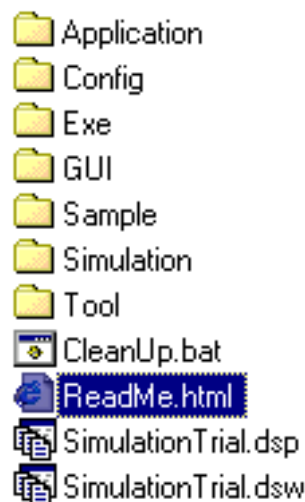 Application
Config
Exe
GUI
Sample
Simulation
Tool
CleanUp.bat
ReadMe.html
SimulationTrial.dsp
SimulationTrial.dsw